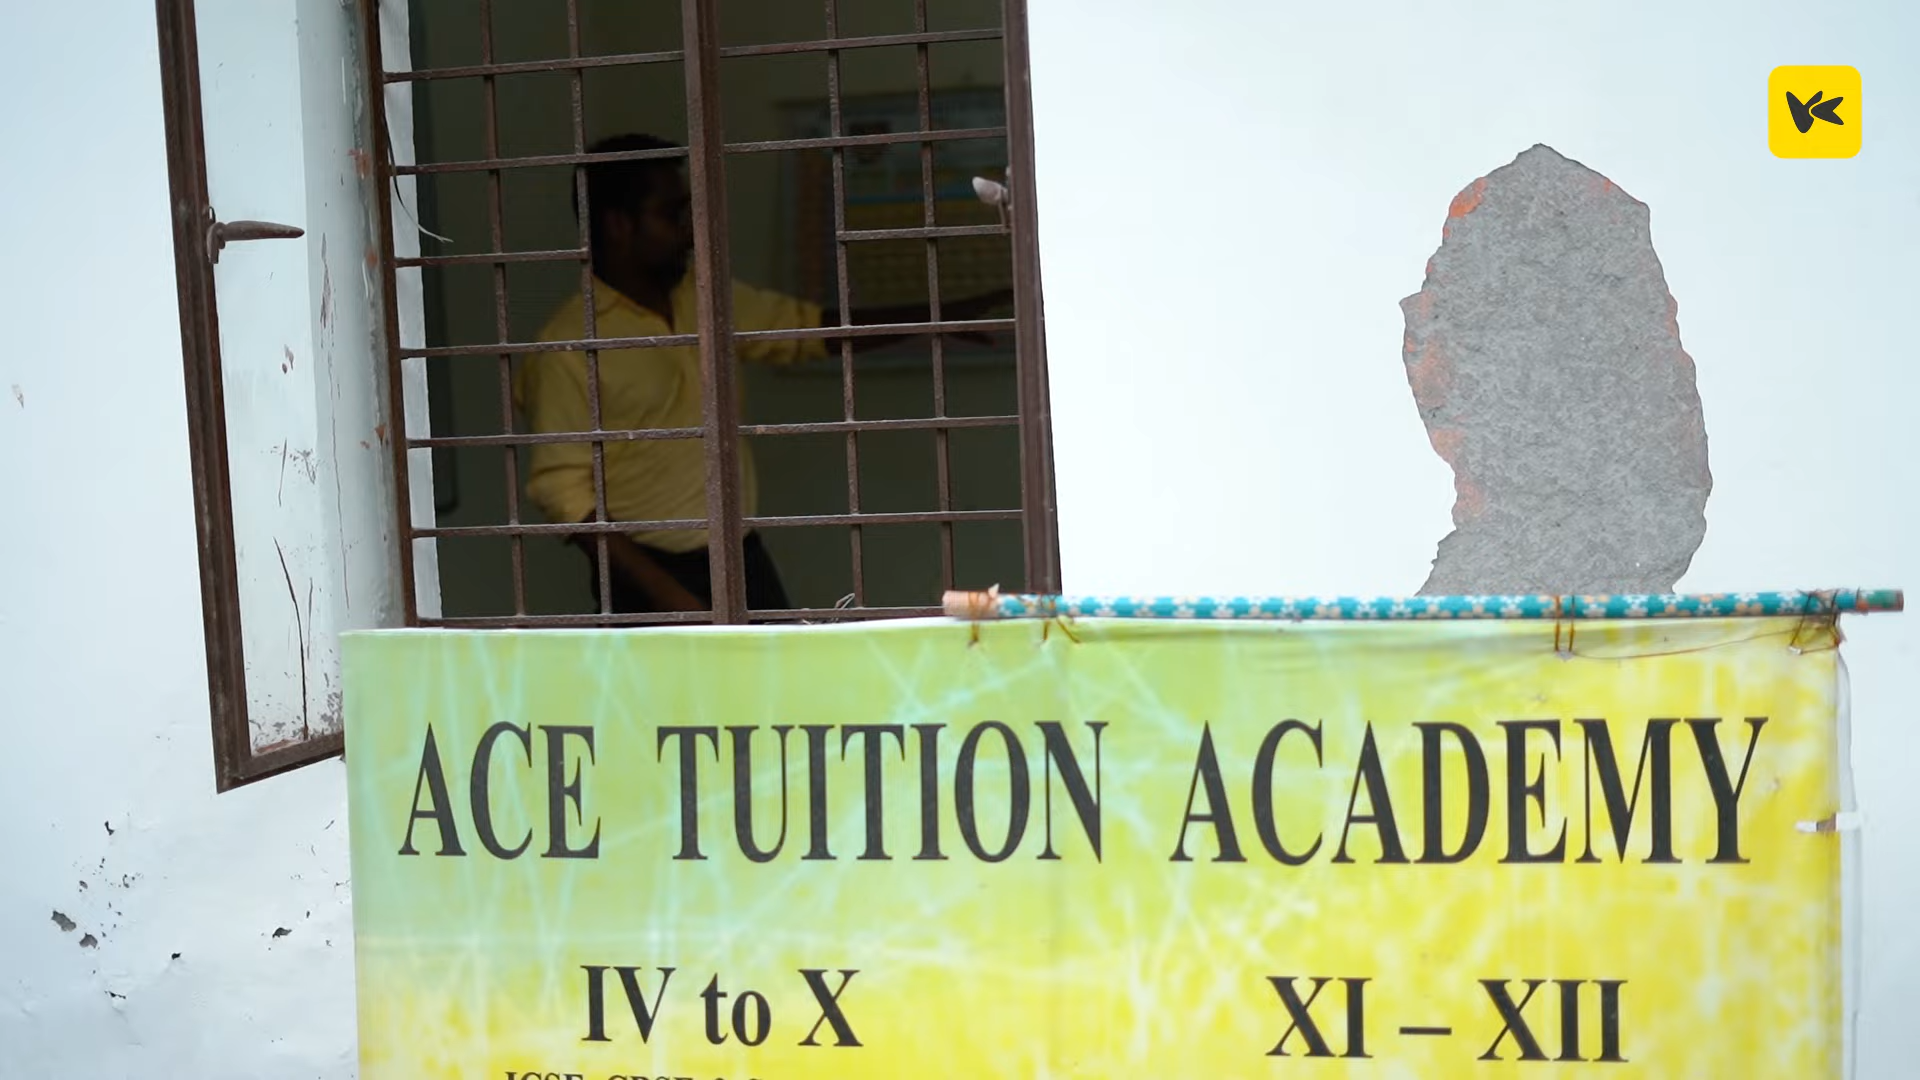 ACE TUITION ACADEMY
IV to X XI – XII